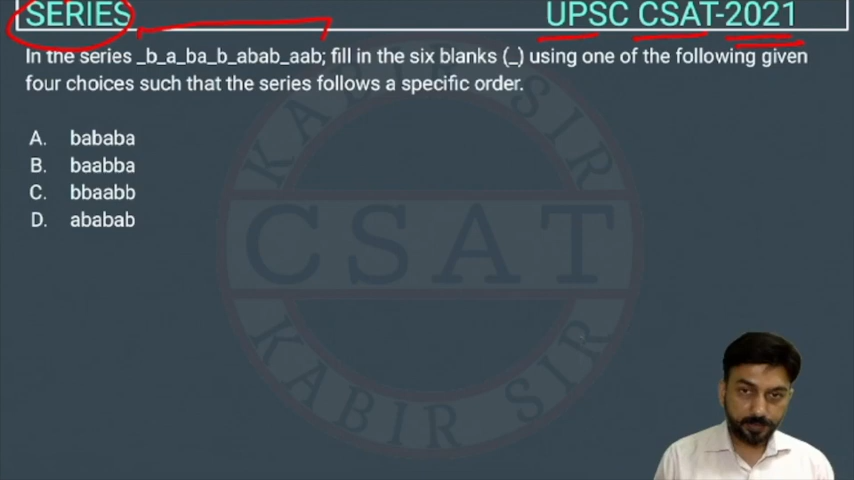 SERIES
UPSC CSAT-2021
In the series _b_a_ba_b_abab_aab; fill in the six blanks (_) using one of the following given
four choices such that the series follows a specific order.
A. bababa
B. baabba
C. bbaabb
D. ababab
KABIR SIR
CSAT
KABIR SIR